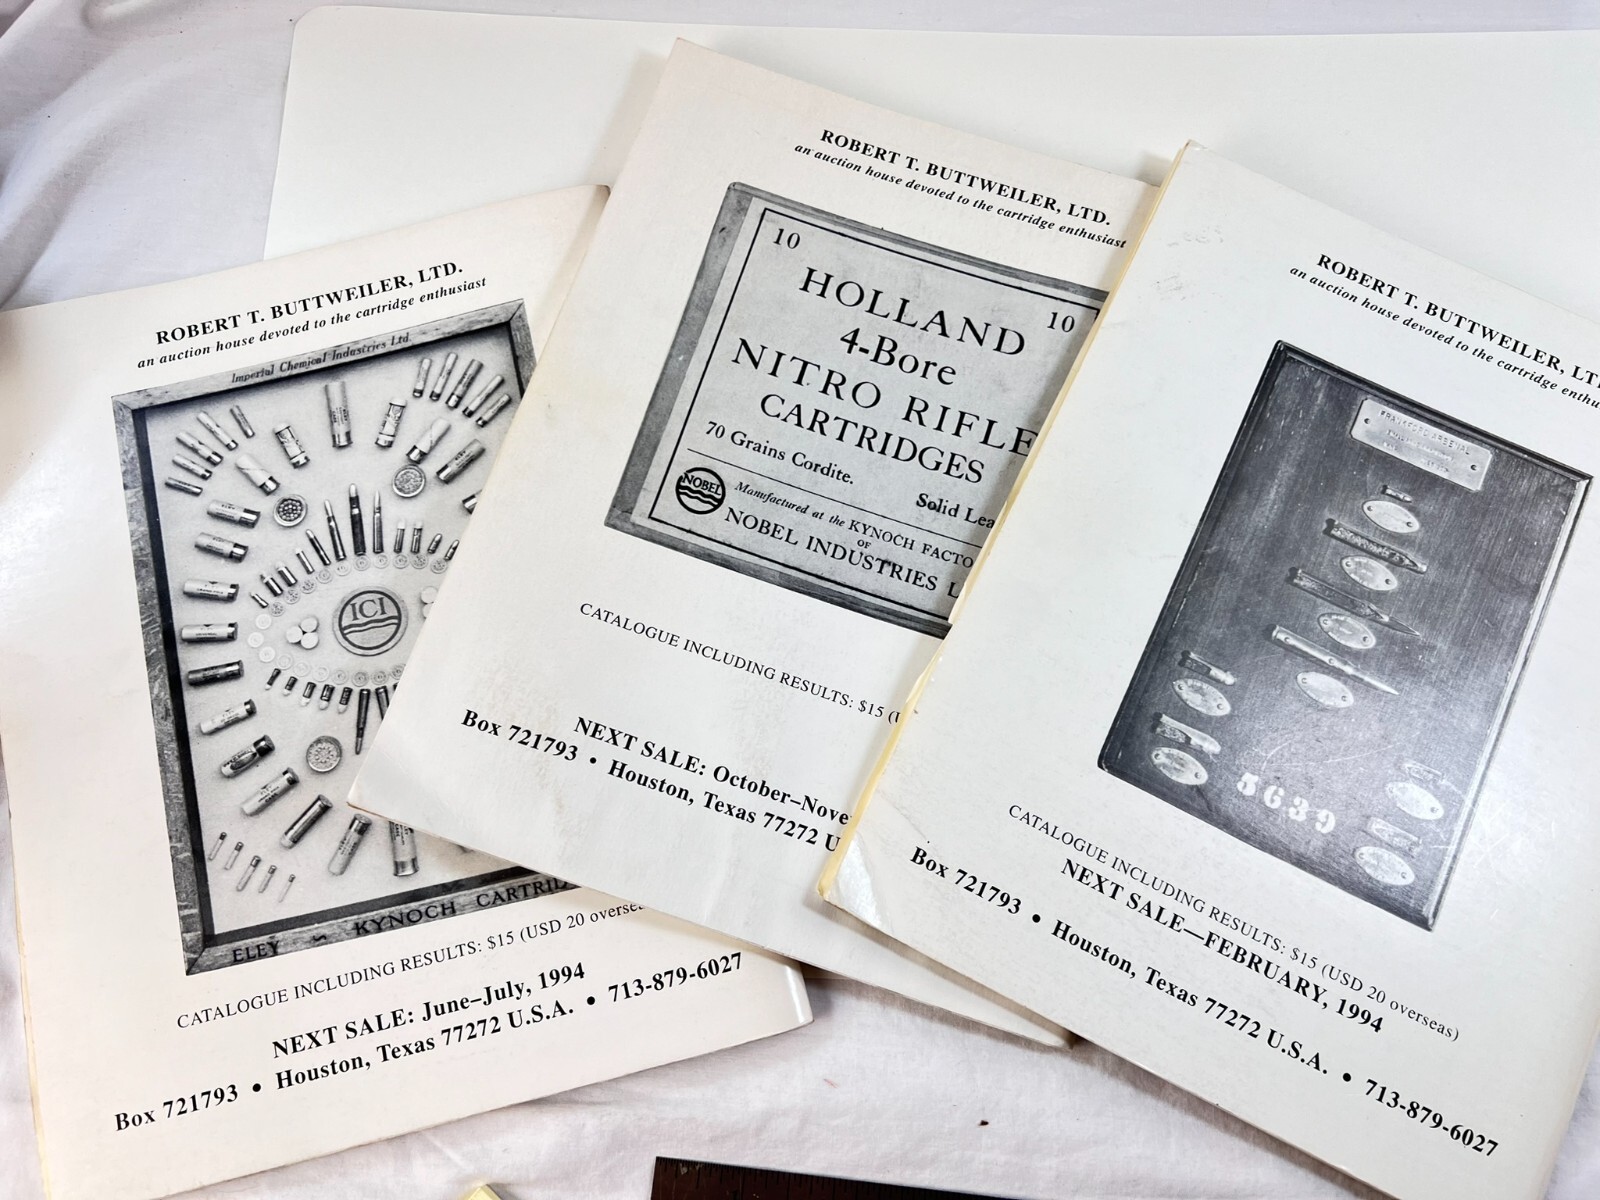 ROBERT T. BUTTWEILER, LTD.
an auction house devoted to the cartridge enthusiast
Imperial Chemical Industries Ltd.
ICI
ELEY ~ KYNOCH CARTRID
CATALOGUE INCLUDING RESULTS: $15 (USD 20 overseas
NEXT SALE: June–July, 1994
Box 721793 • Houston, Texas 77272 U.S.A. • 713-879-6027
ROBERT T. BUTTWEILER, LTD.
an auction house devoted to the cartridge enthusiast
10
10
HOLLAND
4-Bore
NITRO RIFLE
CARTRIDGES
70 Grains Cordite.
Solid Lea
NOBEL
Manufactured at the KYNOCH FACTO
OF
NOBEL INDUSTRIES L
CATALOGUE INCLUDING RESULTS: $15 (U
NEXT SALE: October–Nove
Box 721793 • Houston, Texas 77272 U
ROBERT T. BUTTWEILER, LT
an auction house devoted to the cartridge enthu
FRANKFORD ARSENAL
5639
CATALOGUE INCLUDING RESULTS: $15 (USD 20 overseas)
NEXT SALE—FEBRUARY, 1994
Box 721793 • Houston, Texas 77272 U.S.A. • 713-879-6027